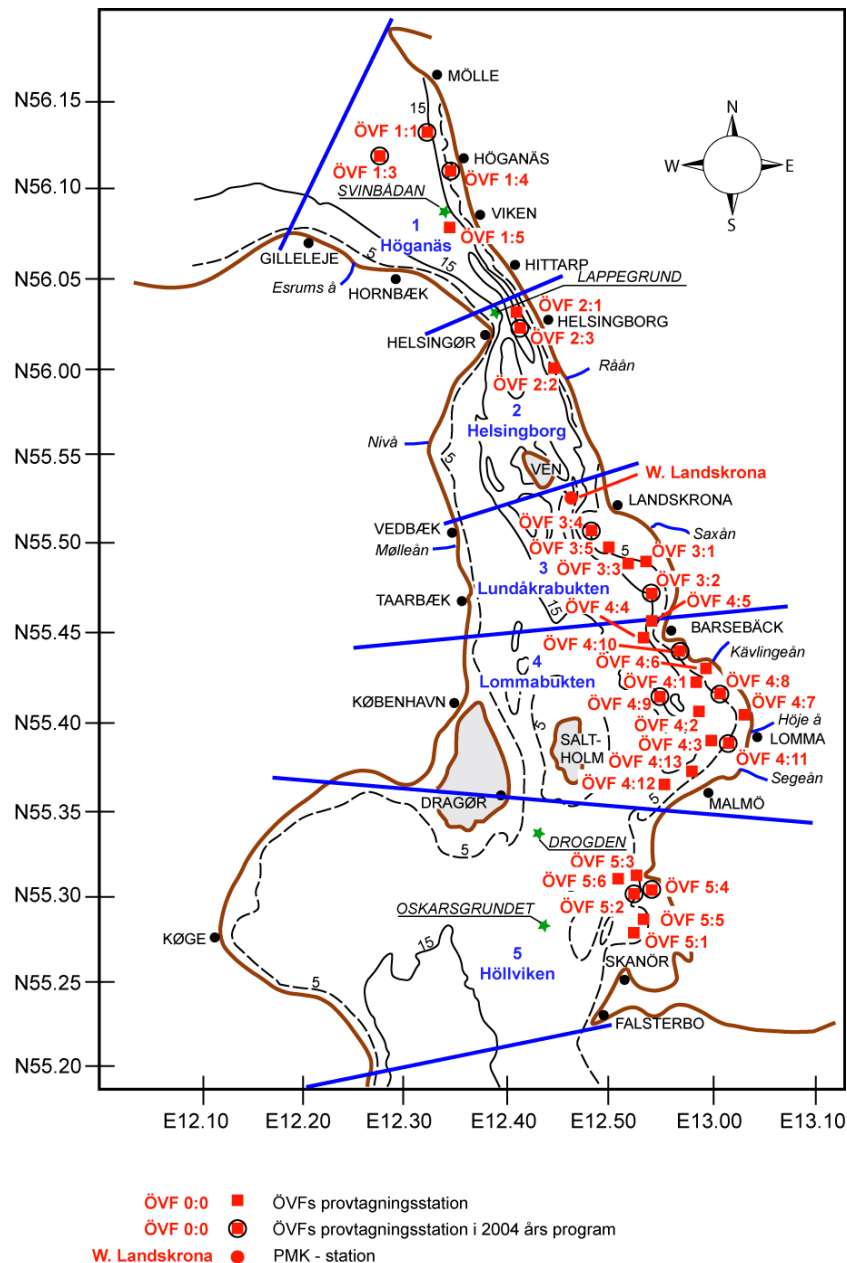 N56.15
N56.10
N56.05
N56.00
N55.55
N55.50
N55.45
N55.40
N55.35
N55.30
N55.25
N55.20
MÖLLE
15
ÖVF 1:1
ÖVF 1:3
HÖGANÄS
ÖVF 1:4
SVINBÅDAN
VIKEN
1
Höganäs
ÖVF 1:5
5
GILLELEJE
15
HITTARP
Esrums å
HORNBÆK
LAPPEGRUND
ÖVF 2:1
HELSINGBORG
HELSINGØR
ÖVF 2:3
Råån
ÖVF 2:2
2
Helsingborg
Nivå
5
VEN
W. Landskrona
LANDSKRONA
VEDBÆK
ÖVF 3:4
Saxån
Mølleån
ÖVF 3:5
5
ÖVF 3:1
ÖVF 3:3
3
Lundåkrabukten
ÖVF 3:2
TAARBÆK
15
ÖVF 4:4
ÖVF 4:5
BARSEBÄCK
ÖVF 4:10
Kävlingeån
4
Lommabukten
ÖVF 4:6
ÖVF 4:1
ÖVF 4:8
KØBENHAVN
5
ÖVF 4:9
ÖVF 4:7
ÖVF 4:2
Höje å
SALT-
HOLM
ÖVF 4:3
LOMMA
ÖVF 4:13
ÖVF 4:11
ÖVF 4:12
Segeån
DRAGØR
5
MALMÖ
5
DROGDEN
ÖVF 5:3
ÖVF 5:6
ÖVF 5:4
5
OSKARSGRUNDET
ÖVF 5:2
ÖVF 5:5
ÖVF 5:1
KØGE
15
5
Höllviken
SKANÖR
5
FALSTERBO
N
W
E
S
E12.10
E12.20
E12.30
E12.40
E12.50
E13.00
E13.10
ÖVF 0:0 ÖVFs provtagningsstation
ÖVF 0:0 ÖVFs provtagningsstation i 2004 års program
W. Landskrona PMK - station